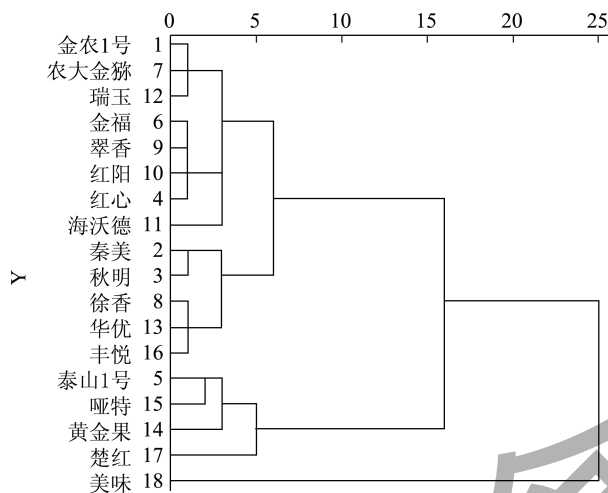 0 5 10 15 20 25
金农1号 1
农大金猕 7
瑞玉 12
金福 6
翠香 9
红阳 10
红心 4
海沃德 11
秦美 2
秋明 3
徐香 8
华优 13
丰悦 16
泰山1号 5
哑特 15
黄金果 14
楚红 17
美味 18
Y